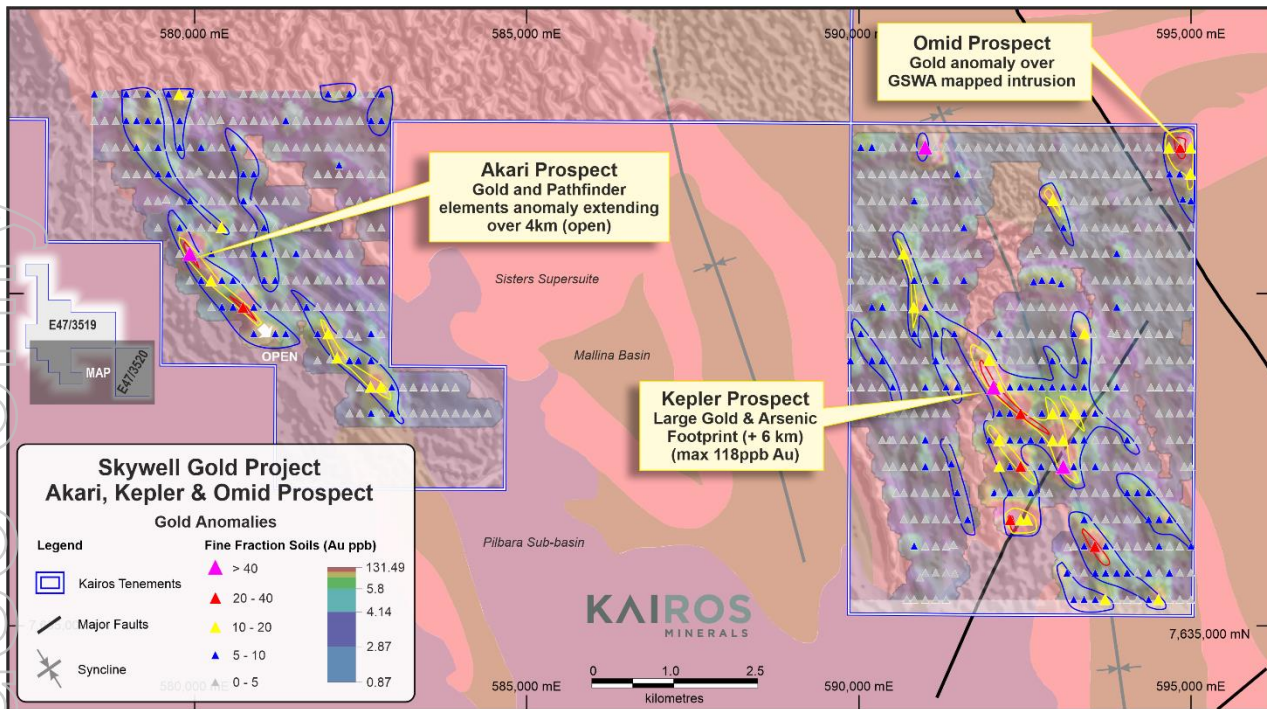 580,000 mE
585,000 mE
590,000 mE
595,000 mE
Omid Prospect
Gold anomaly over
GSWA mapped intrusion
Akari Prospect
Gold and Pathfinder
elements anomaly extending
over 4km (open)
Sisters Supersuite
Mallina Basin
OPEN
E47/3519
MAP
E47/3520
Kepler Prospect
Large Gold & Arsenic
Footprint (+ 6 km)
(max 118ppb Au)
Pilbara Sub-basin
Skywell Gold Project
Akari, Kepler & Omid Prospect
Gold Anomalies
Legend
Fine Fraction Soils (Au ppb)
Kairos Tenements
Major Faults
Syncline
> 40
20 - 40
10 - 20
5 - 10
0 - 5
131.49
5.8
4.14
2.87
0.87
KAIROS
MINERALS
0 1.0 2.5
kilometres
7,635,000 mN
580,000 mE
585,000 mE
590,000 mE
595,000 mE